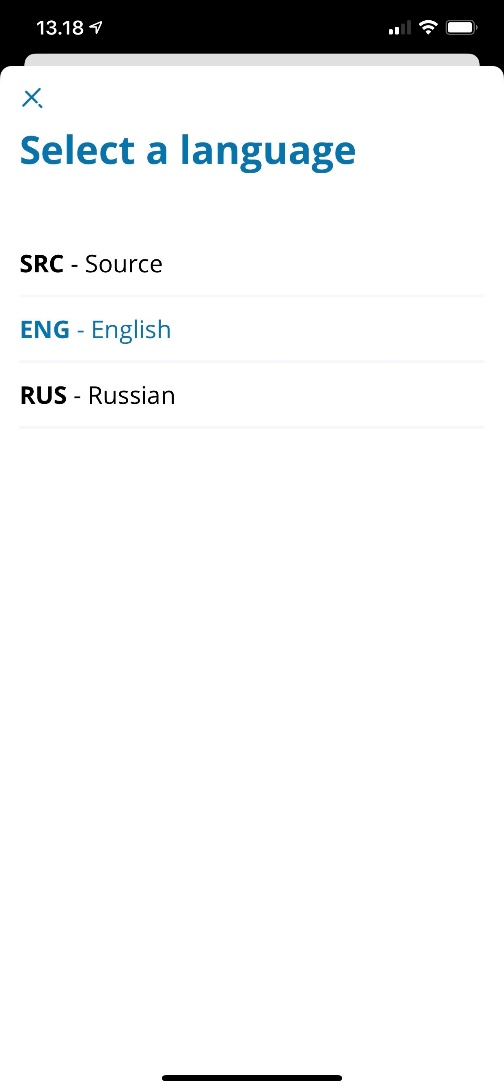 13.18
Select a language
SRC - Source
ENG - English
RUS - Russian